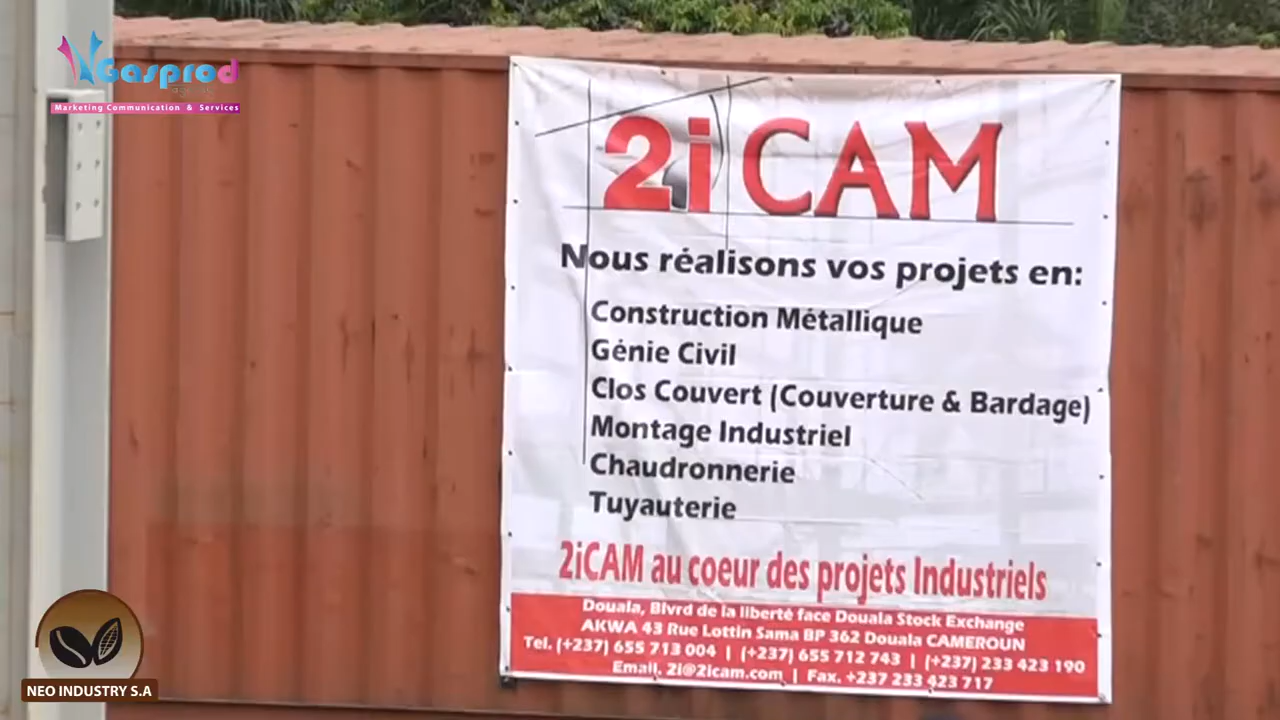 Gasprod
Marketing Communication & Services
2i CAM
Nous réalisons vos projets en:
Construction Métallique
Génie Civil
Clos Couvert (Couverture & Bardage)
Montage Industriel
Chaudronnerie
Tuyauterie
2iCAM au coeur des projets Industriels
Douala, Blvrd de la liberté face Douala Stock Exchange
AKWA 43 Rue Lottin Sama BP 362 Douala CAMEROUN
Tel. (+237) 655 713 004 | (+237) 655 712 743 | (+237) 233 423 190
Email. 2i@2icam.com | Fax. +237 233 423 717
NEO INDUSTRY S.A